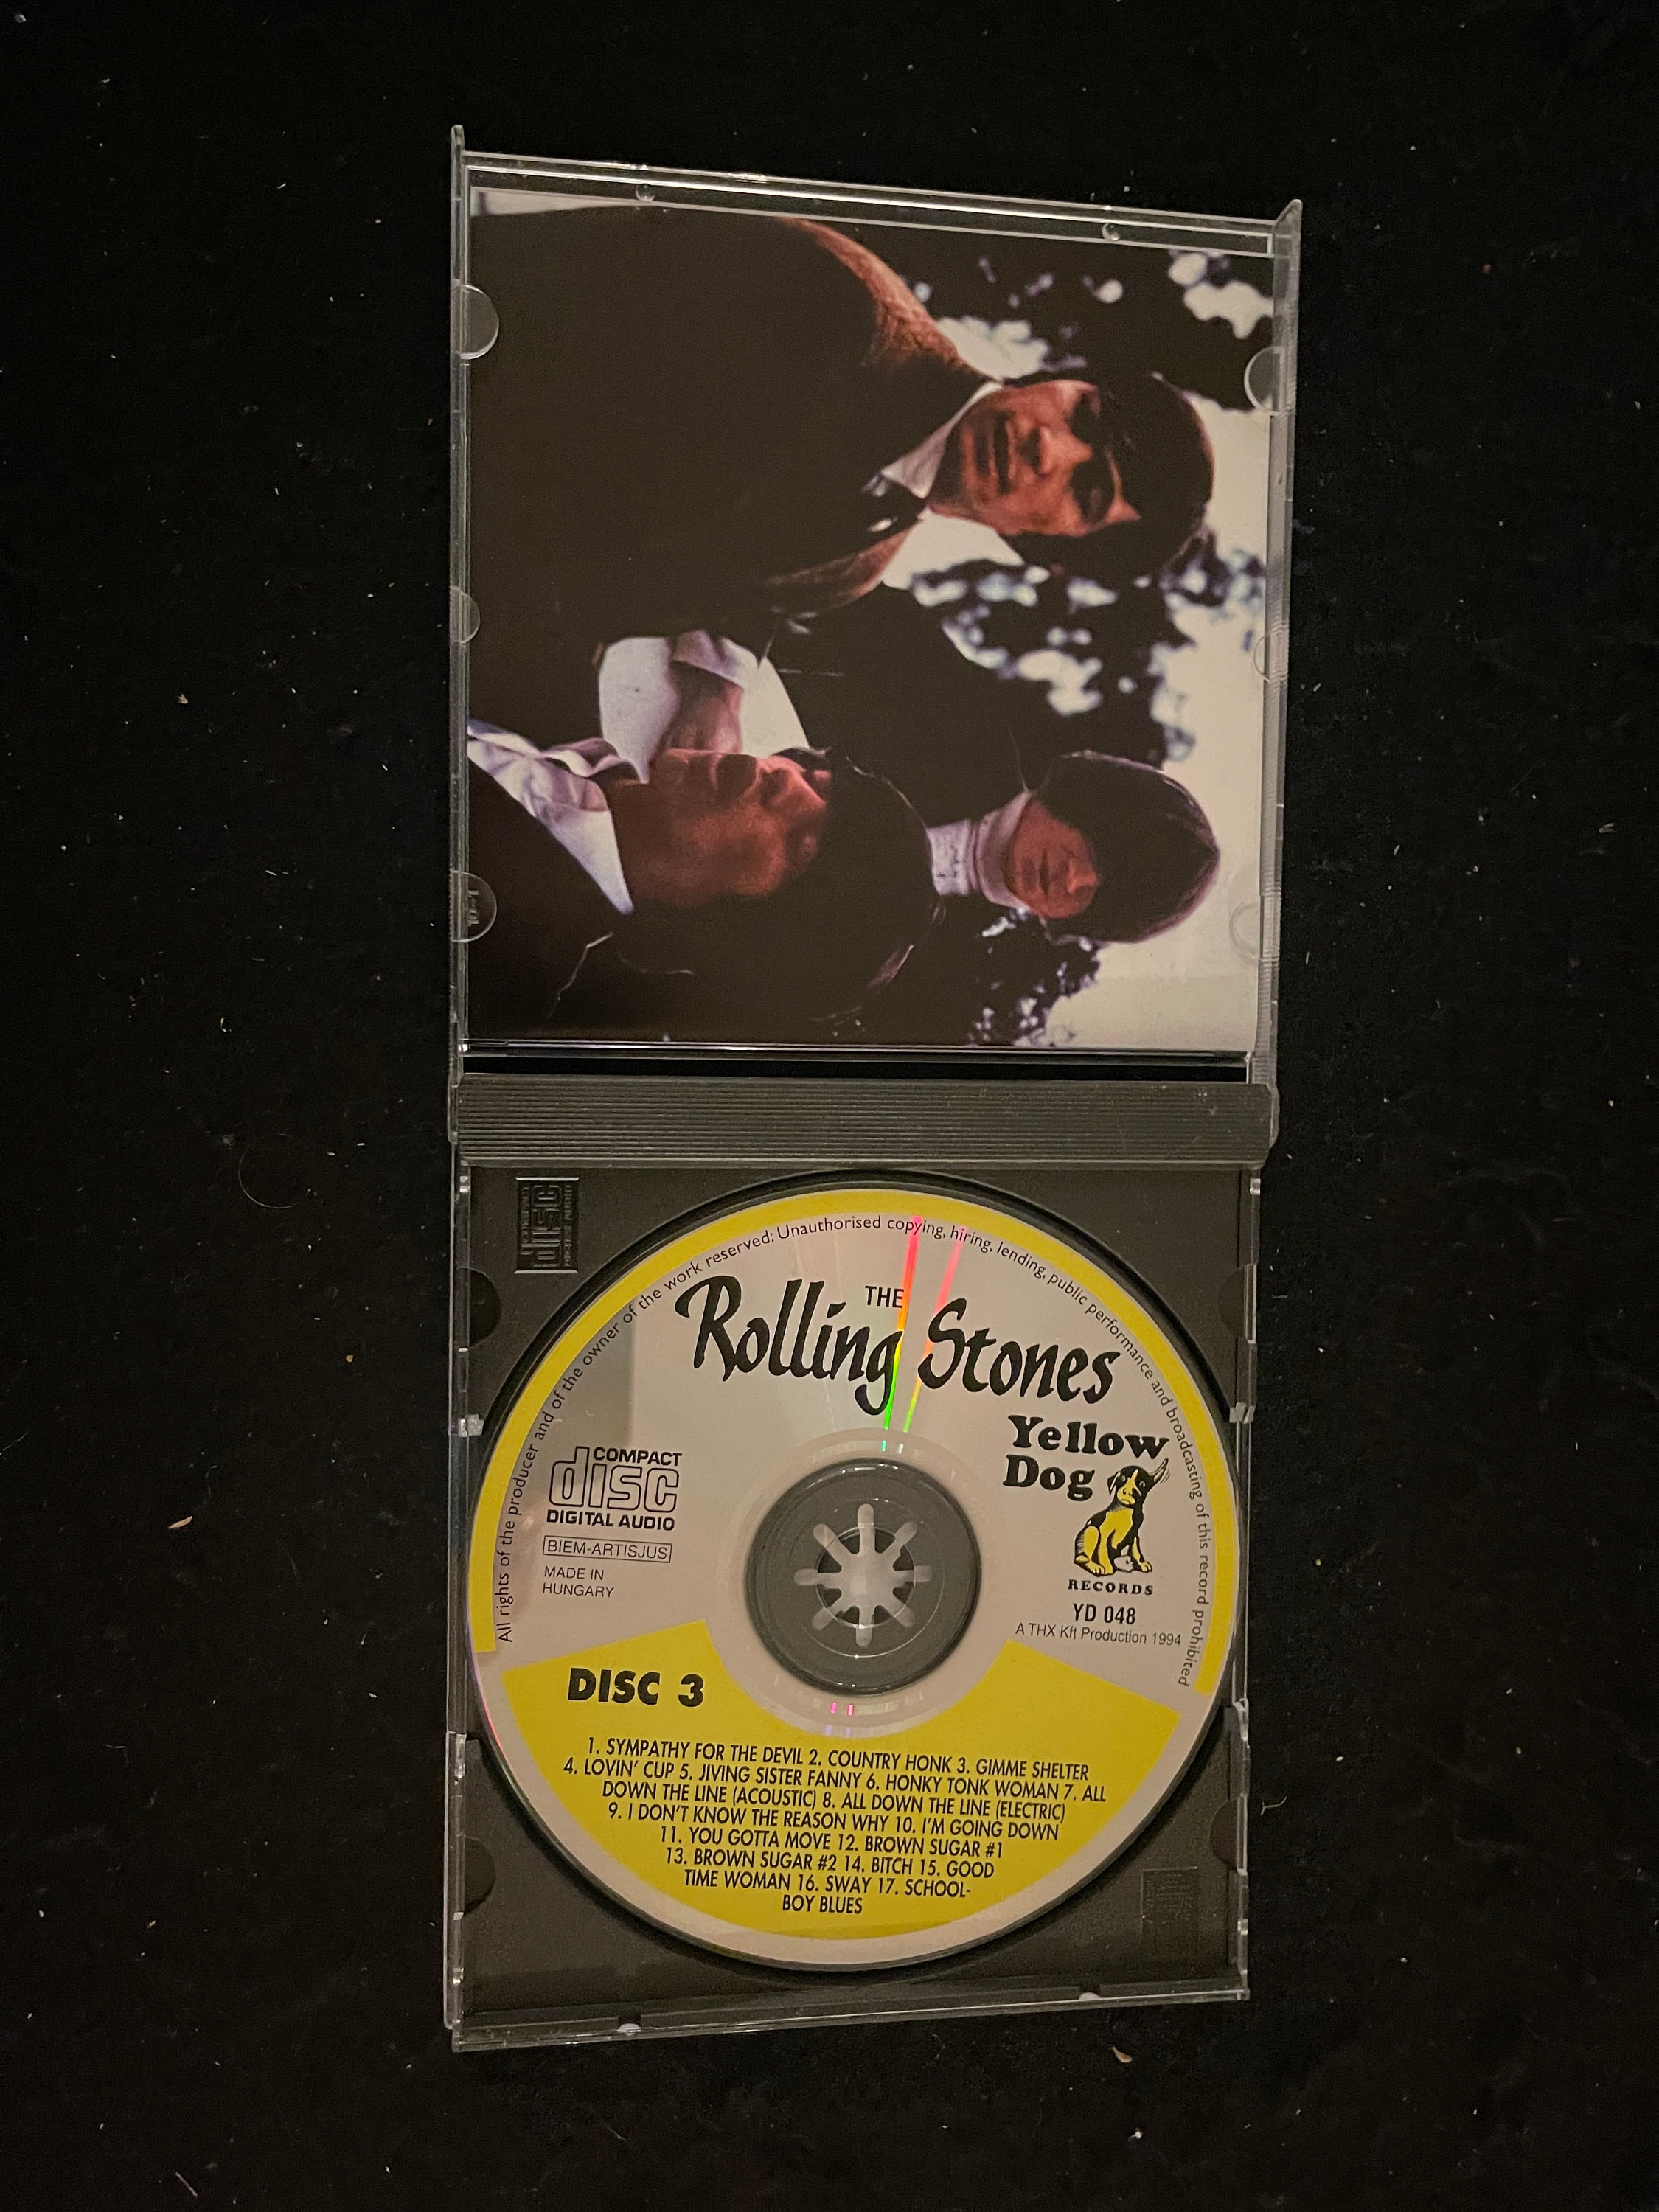 All rights of the producer and of the owner of the work reserved: Unauthorised copying, hiring, lending, public performance and broadcasting of this record prohibited
THE
Rolling Stones
Yellow
Dog
RECORDS
YD 048
A THX Kft Production 1994
COMPACT
disc
DIGITAL AUDIO
BIEM-ARTISJUS
MADE IN
HUNGARY
DISC 3
1. SYMPATHY FOR THE DEVIL 2. COUNTRY HONK 3. GIMME SHELTER
4. LOVIN' CUP 5. JIVING SISTER FANNY 6. HONKY TONK WOMAN 7. ALL
DOWN THE LINE (ACOUSTIC) 8. ALL DOWN THE LINE (ELECTRIC)
9. I DON'T KNOW THE REASON WHY 10. I'M GOING DOWN
11. YOU GOTTA MOVE 12. BROWN SUGAR #1
13. BROWN SUGAR #2 14. BITCH 15. GOOD
TIME WOMAN 16. SWAY 17. SCHOOL-
BOY BLUES